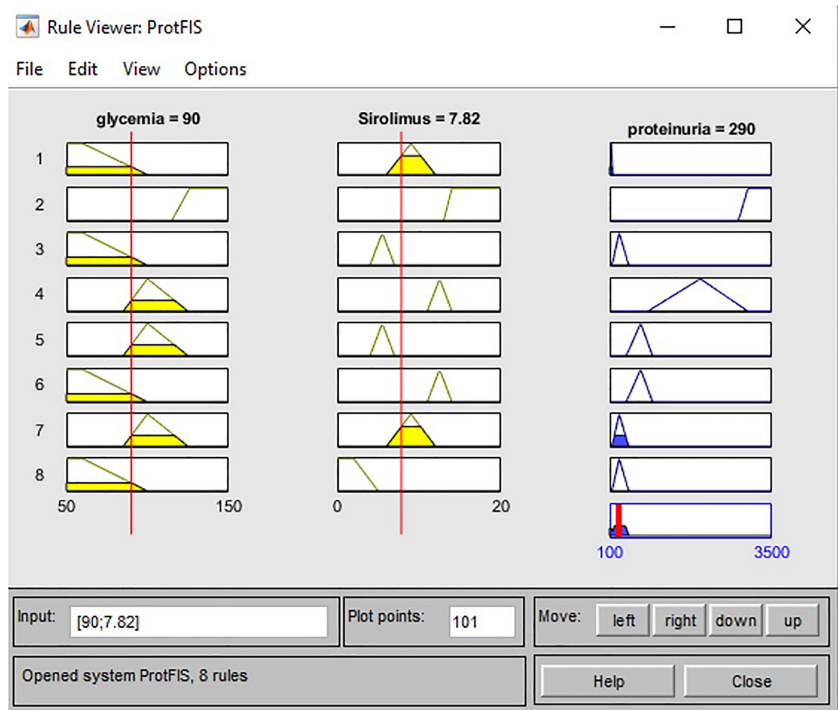 Rule Viewer: ProtFIS
File Edit View Options
glycemia = 90
Sirolimus = 7.82
proteinuria = 290
1
2
3
4
5
6
7
8
50 150
0 20
100 3500
Input: [90;7.82]
Plot points: 101
Move: left right down up
Opened system ProtFIS, 8 rules
Help Close